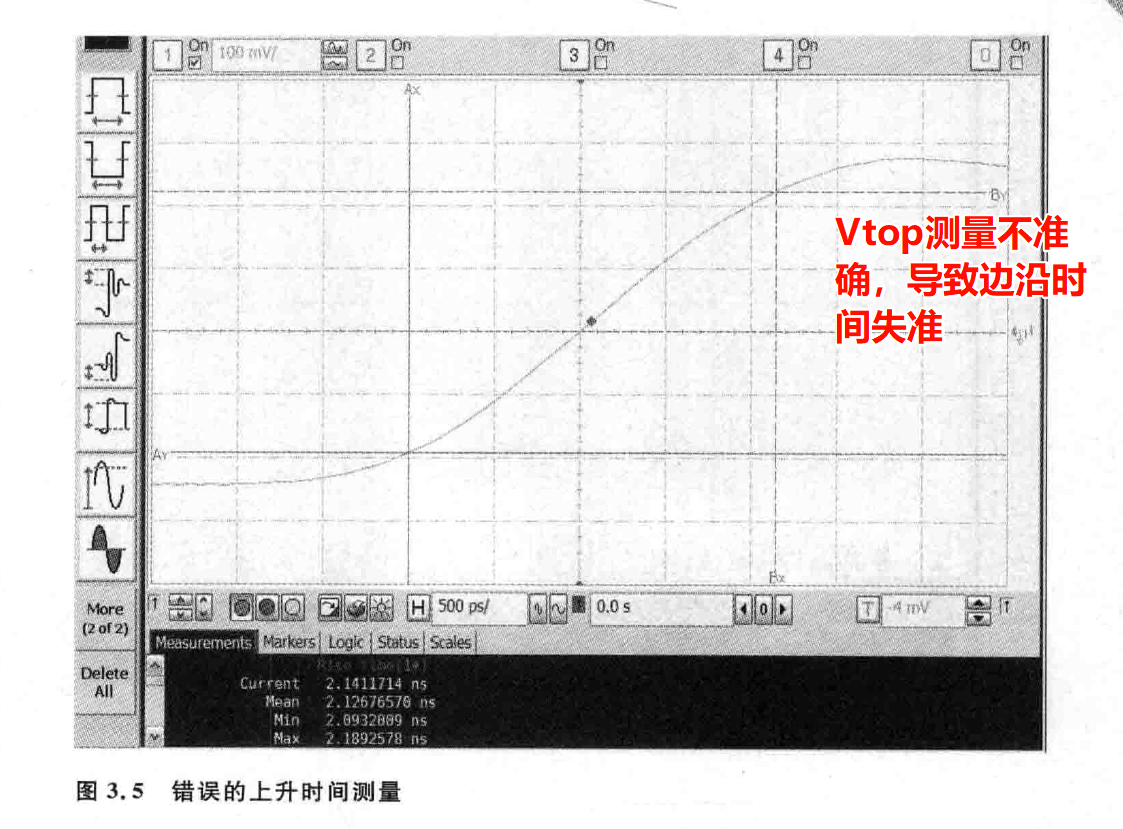 1 On 100 mV/ 2 On 3 On 4 On 0 On
Ax
By
Vtop测量不准
确，导致边沿时
间失准
Ay
Bx
More
(2 of 2)
Delete
All
H 500 ps/ 0.0 s 0 T -4 mV
Measurements Markers Logic Status Scales
Rise time(1*)
Current 2.1411714 ns
Mean 2.12676570 ns
Min 2.0932809 ns
Max 2.1892578 ns
图 3.5 错误的上升时间测量